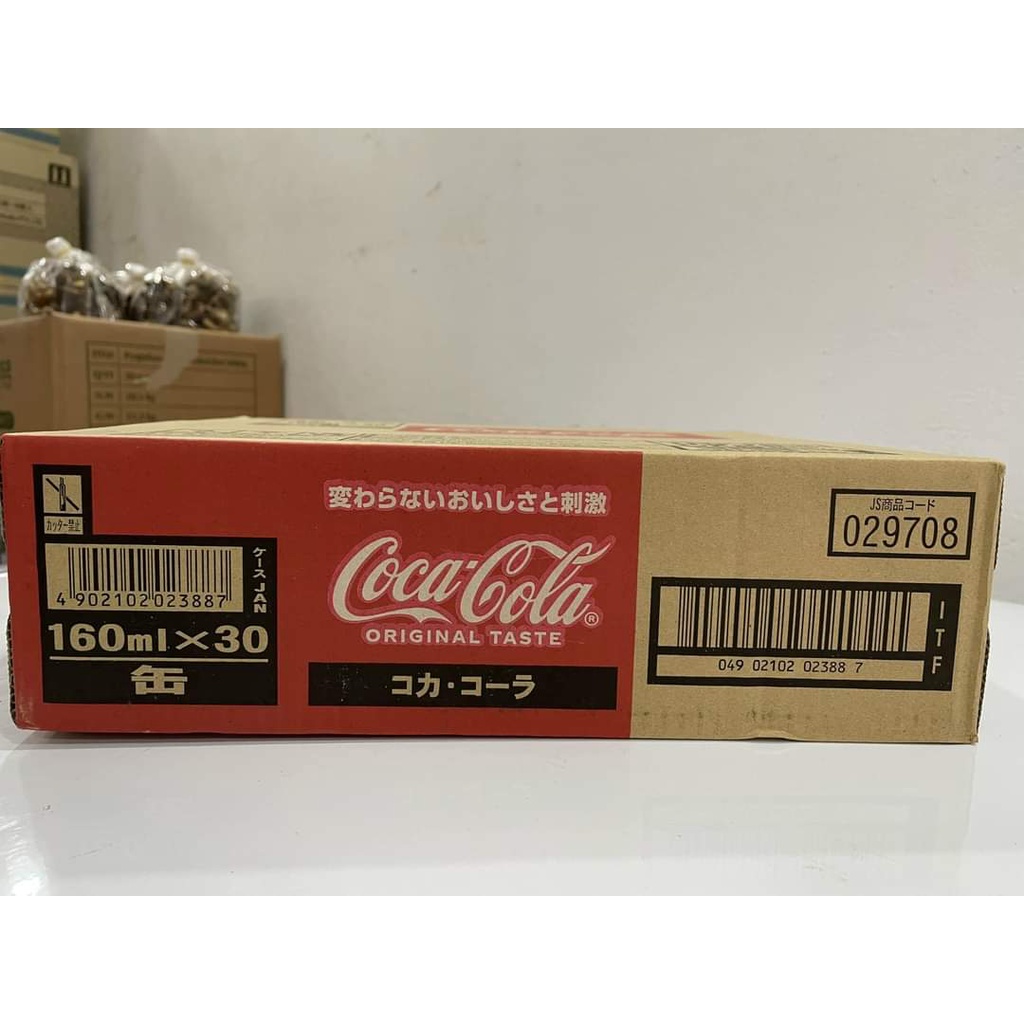 カッター禁止
4 902102 023887
ケースJAN
160ml×30
缶
変わらないおいしさと刺激
Coca-Cola®
ORIGINAL TASTE
コカ・コーラ
JS商品コード
029708
049 02102 02388 7
ITF